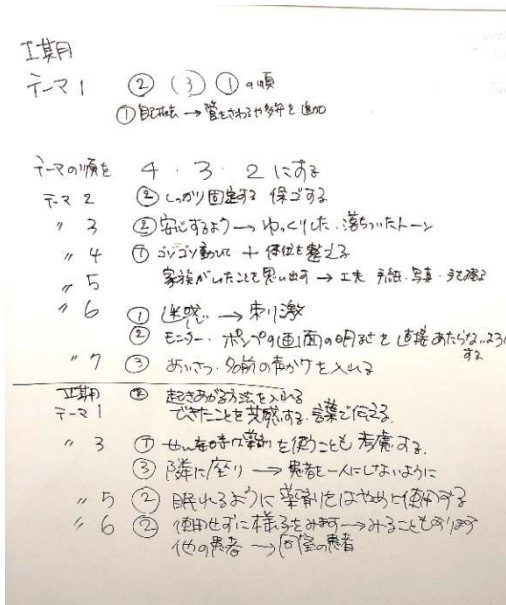 I期
テーマ1 ② (③) ① の順
① 自己抜去 → 管をさわる や 多弁を追加
テーマの順を 4・3・2 にする
テーマ2 ② しっかり固定する 保ゴする
〃 3 ② 安心するよう → ゆっくりした・落ちついたトーン
〃 4 ① ゴソゴソ動いて + 体位を整える
〃 5 家族がしたことを思い出す → 工夫 手紙・写真
〃 6 ① 迷惑 → 刺激
② モニター・ポンプの画面の明るさを直接あたらないようにする
〃 7 ③ あいさつ・名前の声かけを入れる
II期 ② 起きあがる方法を入れる
テーマ1 できたことを共感する。言葉で伝える。
〃 3 ① せん妄時は薬剤を使うことも考慮する。
③ 隣に座り → 患者を一人にしないように
〃 5 ② 眠れるように薬剤をはやめに使用する
〃 6 ② 使用せずに様子をみます → みることもあります
他の患者 → 同室の患者